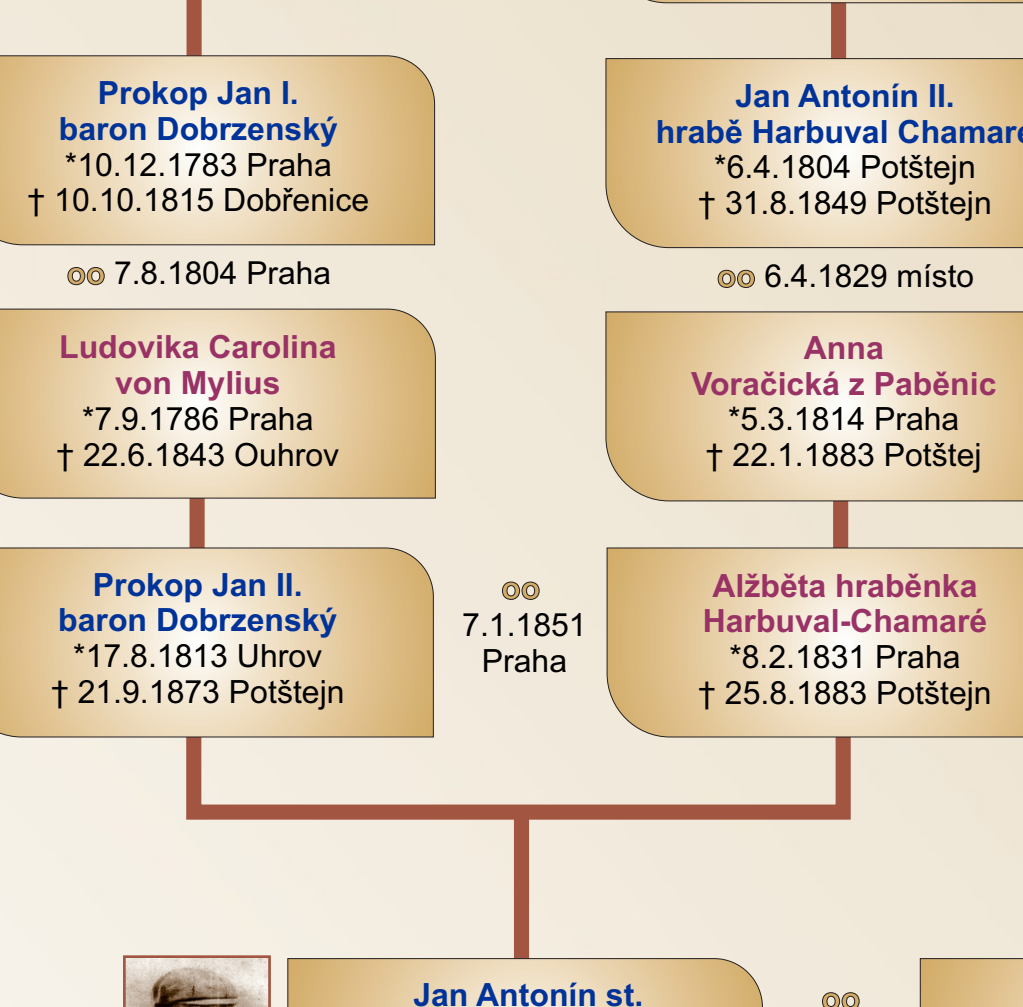 Prokop Jan I.
baron Dobrzenský
*10.12.1783 Praha
† 10.10.1815 Dobřenice
oo 7.8.1804 Praha
Ludovika Carolina
von Mylius
*7.9.1786 Praha
† 22.6.1843 Ouhrov
Prokop Jan II.
baron Dobrzenský
*17.8.1813 Uhrov
† 21.9.1873 Potštejn
oo
7.1.1851
Praha
Jan Antonín II.
hrabě Harbuval Chamaré
*6.4.1804 Potštejn
† 31.8.1849 Potštejn
oo 6.4.1829 místo
Anna
Voračická z Paběnic
*5.3.1814 Praha
† 22.1.1883 Potštej
Alžběta hraběnka
Harbuval-Chamaré
*8.2.1831 Praha
† 25.8.1883 Potštejn
Jan Antonín st.
oo